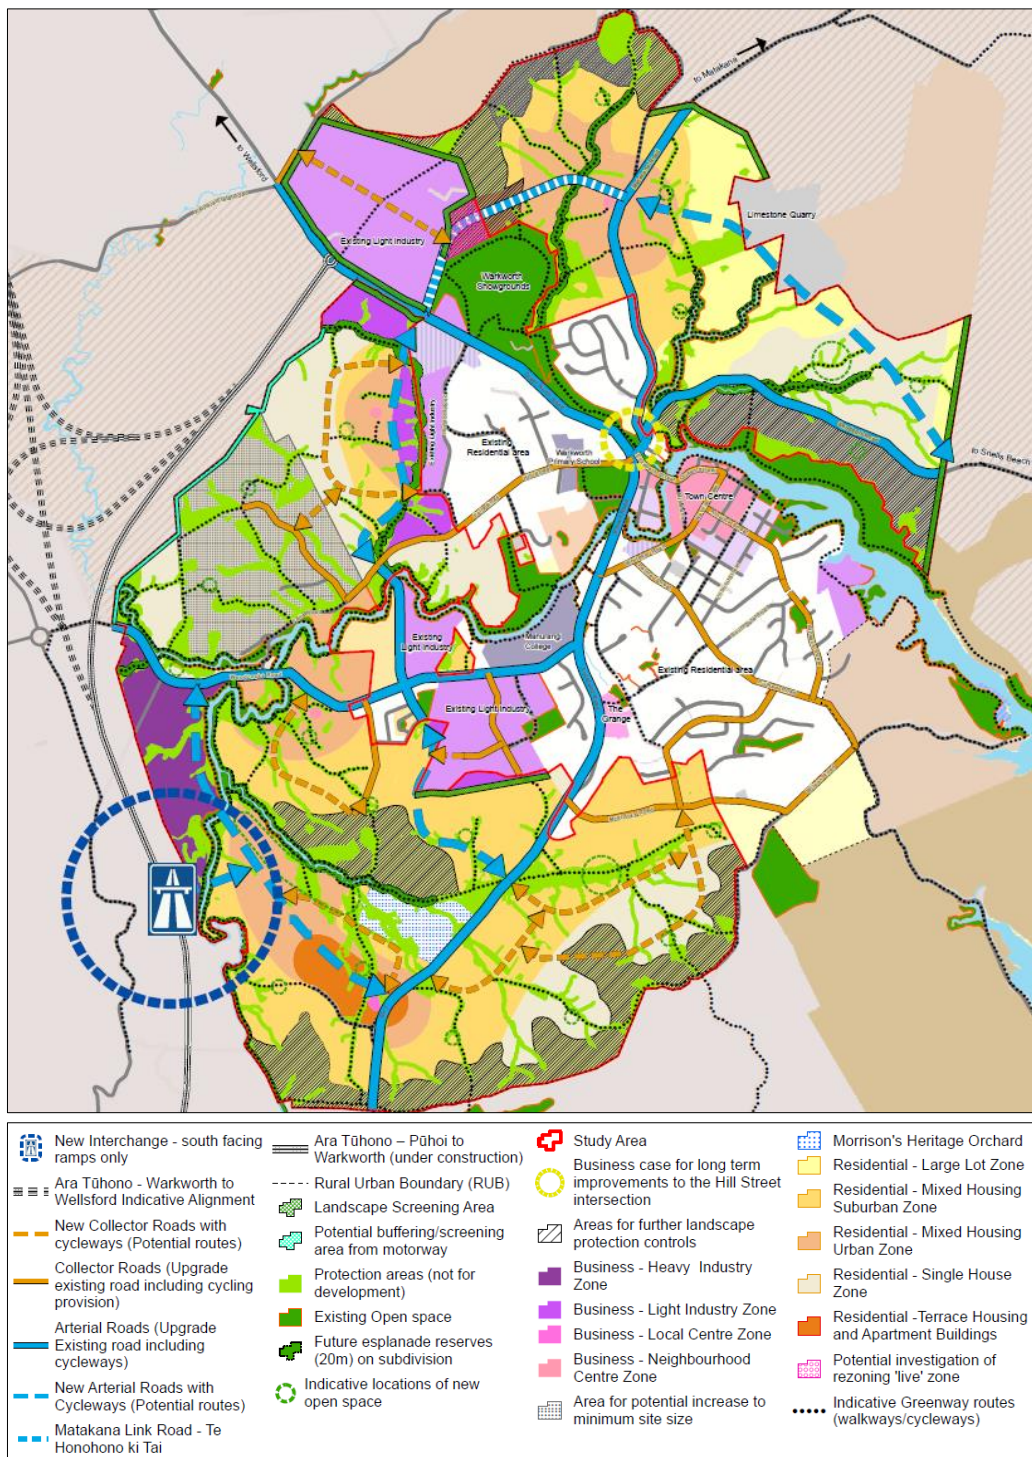 to Matakana
to Wellsford
Limestone Quarry
Existing Light Industry
Warkworth
Showgrounds
Existing Light Industry
Existing
Residential area
Warkworth
Primary School
to Snells Beach
Town Centre
Existing
Light Industry
Mahurangi
College
Existing Residential area
Existing Light Industry
The
Grange
New Interchange - south facing
ramps only
Ara Tūhono - Warkworth to
Wellsford Indicative Alignment
New Collector Roads with
cycleways (Potential routes)
Collector Roads (Upgrade
existing road including cycling
provision)
Arterial Roads (Upgrade
Existing road including
cycleways)
New Arterial Roads with
Cycleways (Potential routes)
Matakana Link Road - Te
Honohono ki Tai
Ara Tūhono – Pūhoi to
Warkworth (under construction)
Rural Urban Boundary (RUB)
Landscape Screening Area
Potential buffering/screening
area from motorway
Protection areas (not for
development)
Existing Open space
Future esplanade reserves
(20m) on subdivision
Indicative locations of new
open space
Study Area
Business case for long term
improvements to the Hill Street
intersection
Areas for further landscape
protection controls
Business - Heavy Industry
Zone
Business - Light Industry Zone
Business - Local Centre Zone
Business - Neighbourhood
Centre Zone
Area for potential increase to
minimum site size
Morrison's Heritage Orchard
Residential - Large Lot Zone
Residential - Mixed Housing
Suburban Zone
Residential - Mixed Housing
Urban Zone
Residential - Single House
Zone
Residential -Terrace Housing
and Apartment Buildings
Potential investigation of
rezoning 'live' zone
Indicative Greenway routes
(walkways/cycleways)